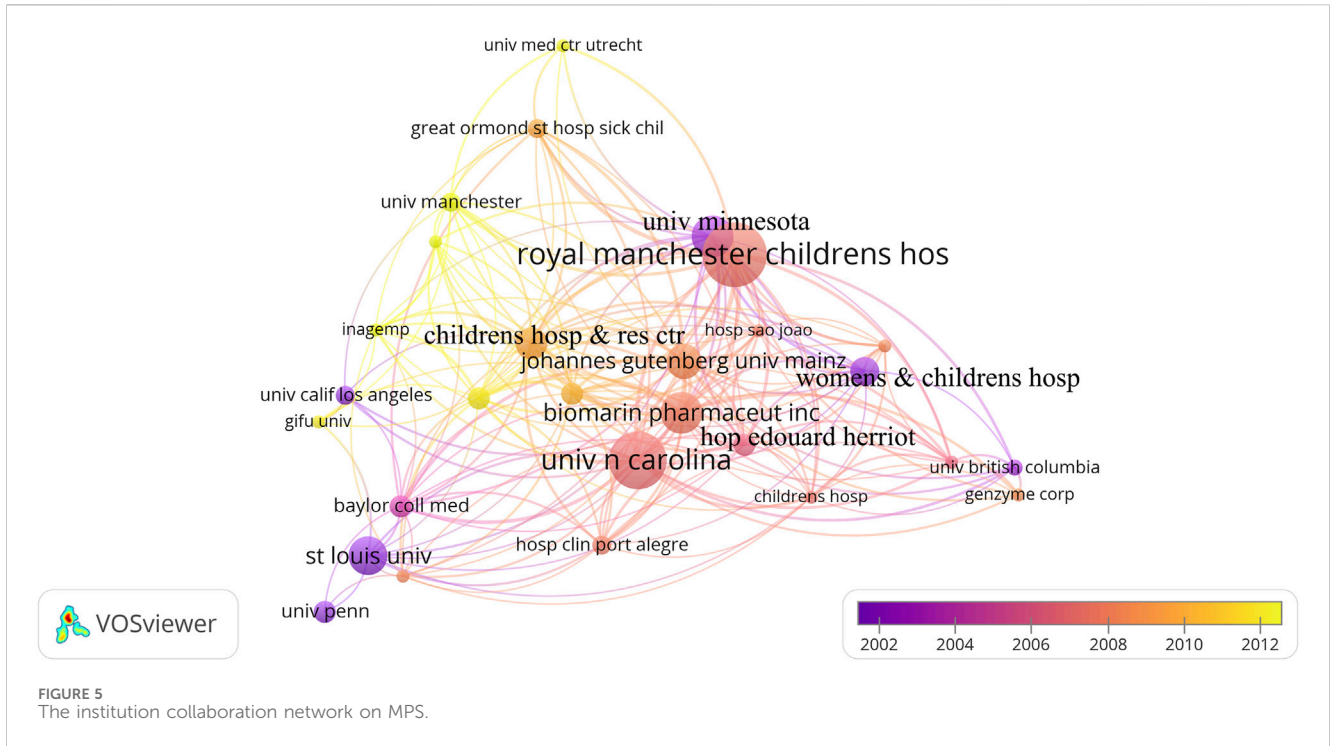 univ med ctr utrecht
great ormond st hosp sick chil
univ manchester
univ minnesota
royal manchester childrens hos
inagemp
childrens hosp & res ctr
hosp sao joao
johannes gutenberg univ mainz
womens & childrens hosp
univ calif los angeles
gifu univ
biomarin pharmaceut inc
hop edouard herriot
univ n carolina
univ british columbia
genzyme corp
childrens hosp
baylor coll med
hosp clin port alegre
st louis univ
univ penn
VOSviewer
2002 2004 2006 2008 2010 2012
FIGURE 5
The institution collaboration network on MPS.